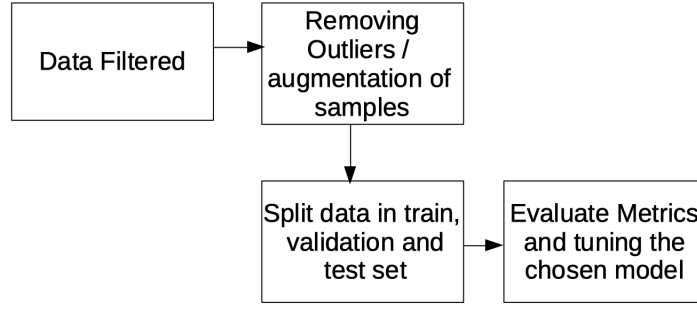 Data Filtered
Removing
Outliers /
augmentation of
samples
Split data in train,
validation and
test set
Evaluate Metrics
and tuning the
chosen model